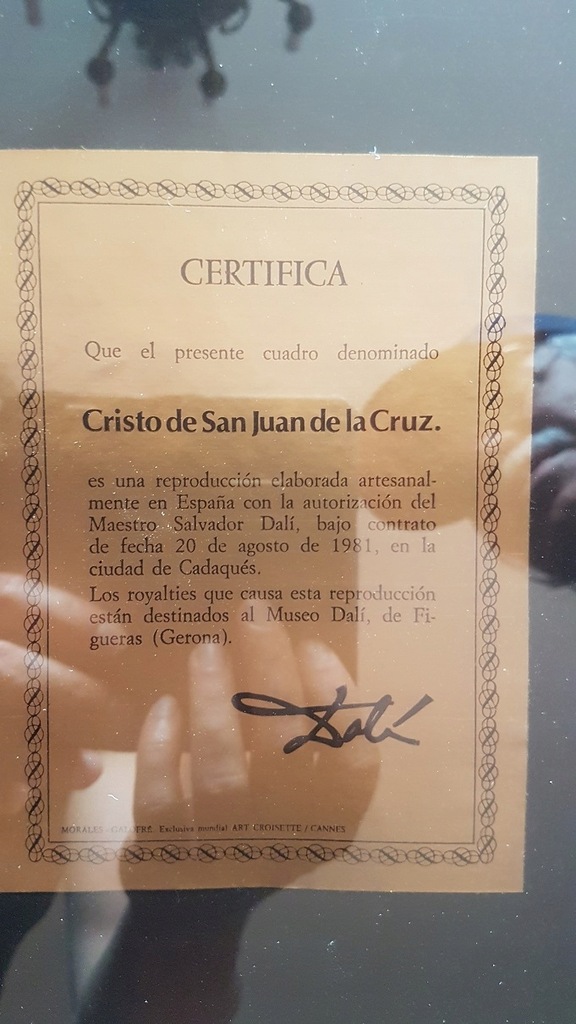 CERTIFICA
Que el presente cuadro denominado
Cristo de San Juan de la Cruz.
es una reproducción elaborada artesanal-
mente en España con la autorización del
Maestro Salvador Dalí, bajo contrato
de fecha 20 de agosto de 1981, en la
ciudad de Cadaqués.
Los royalties que causa esta reproducción
están destinados al Museo Dalí, de Fi-
gueras (Gerona).
Dalí
MORALES - Exclusiva mundial ART CROISETTE / CANNES